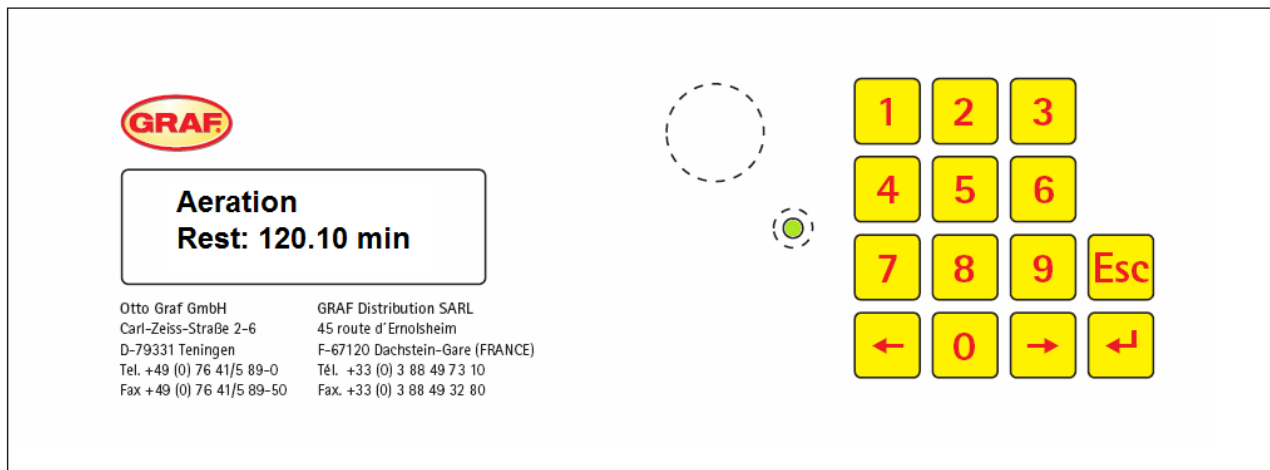 GRAF
Aeration
Rest: 120.10 min
Otto Graf GmbH
Carl-Zeiss-Straße 2-6
D-79331 Teningen
Tel. +49 (0) 76 41/5 89-0
Fax +49 (0) 76 41/5 89-50
GRAF Distribution SARL
45 route d'Ernolsheim
F-67120 Dachstein-Gare (FRANCE)
Tél. +33 (0) 3 88 49 73 10
Fax. +33 (0) 3 88 49 32 80
1 2 3
4 5 6
7 8 9 Esc
← 0 → ↵